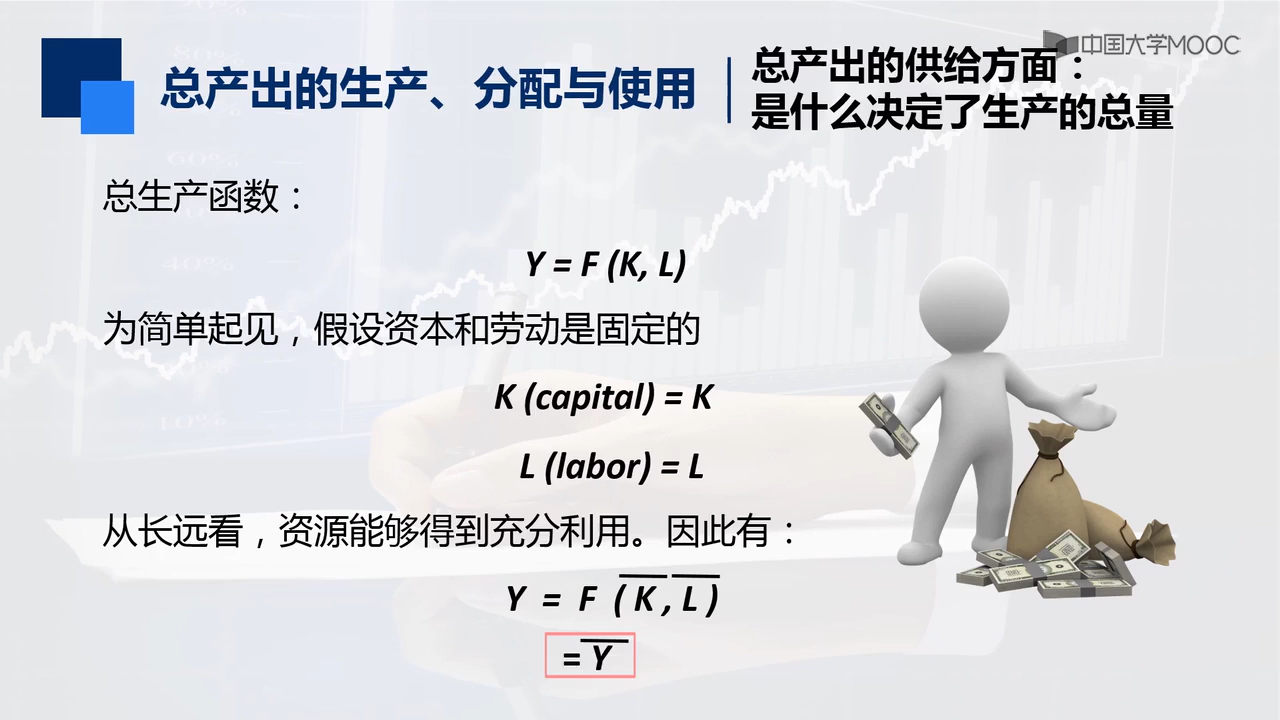 中国大学MOOC
总产出的生产、分配与使用
总产出的供给方面：
是什么决定了生产的总量
总生产函数：
Y = F (K, L)
为简单起见，假设资本和劳动是固定的
K (capital) = K
L (labor) = L
从长远看，资源能够得到充分利用。因此有：
Y = F ( K̅ , L̅ )
= Y̅
80%
60%
40%
10%